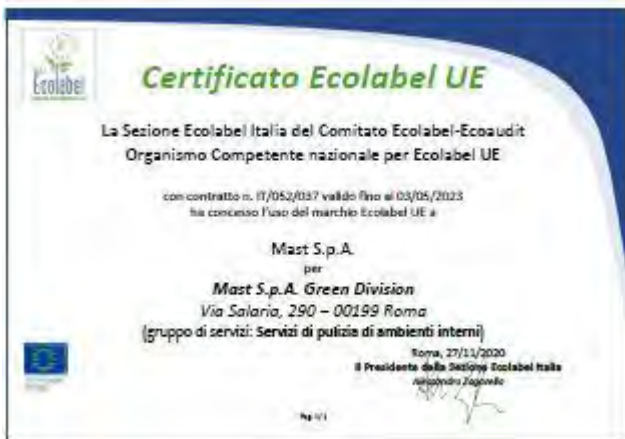 Ecolabel
Certificato Ecolabel UE
La Sezione Ecolabel Italia del Comitato Ecolabel-Ecoaudit
Organismo Competente nazionale per Ecolabel UE
con contratto n. IT/052/037 valido fino al 03/05/2023
ha concesso l'uso del marchio Ecolabel UE a
Mast S.p.A.
per
Mast S.p.A. Green Division
Via Salaria, 290 – 00199 Roma
(gruppo di servizi: Servizi di pulizia di ambienti interni)
Roma, 27/11/2020
Il Presidente della Sezione Ecolabel Italia
Pag 1/1